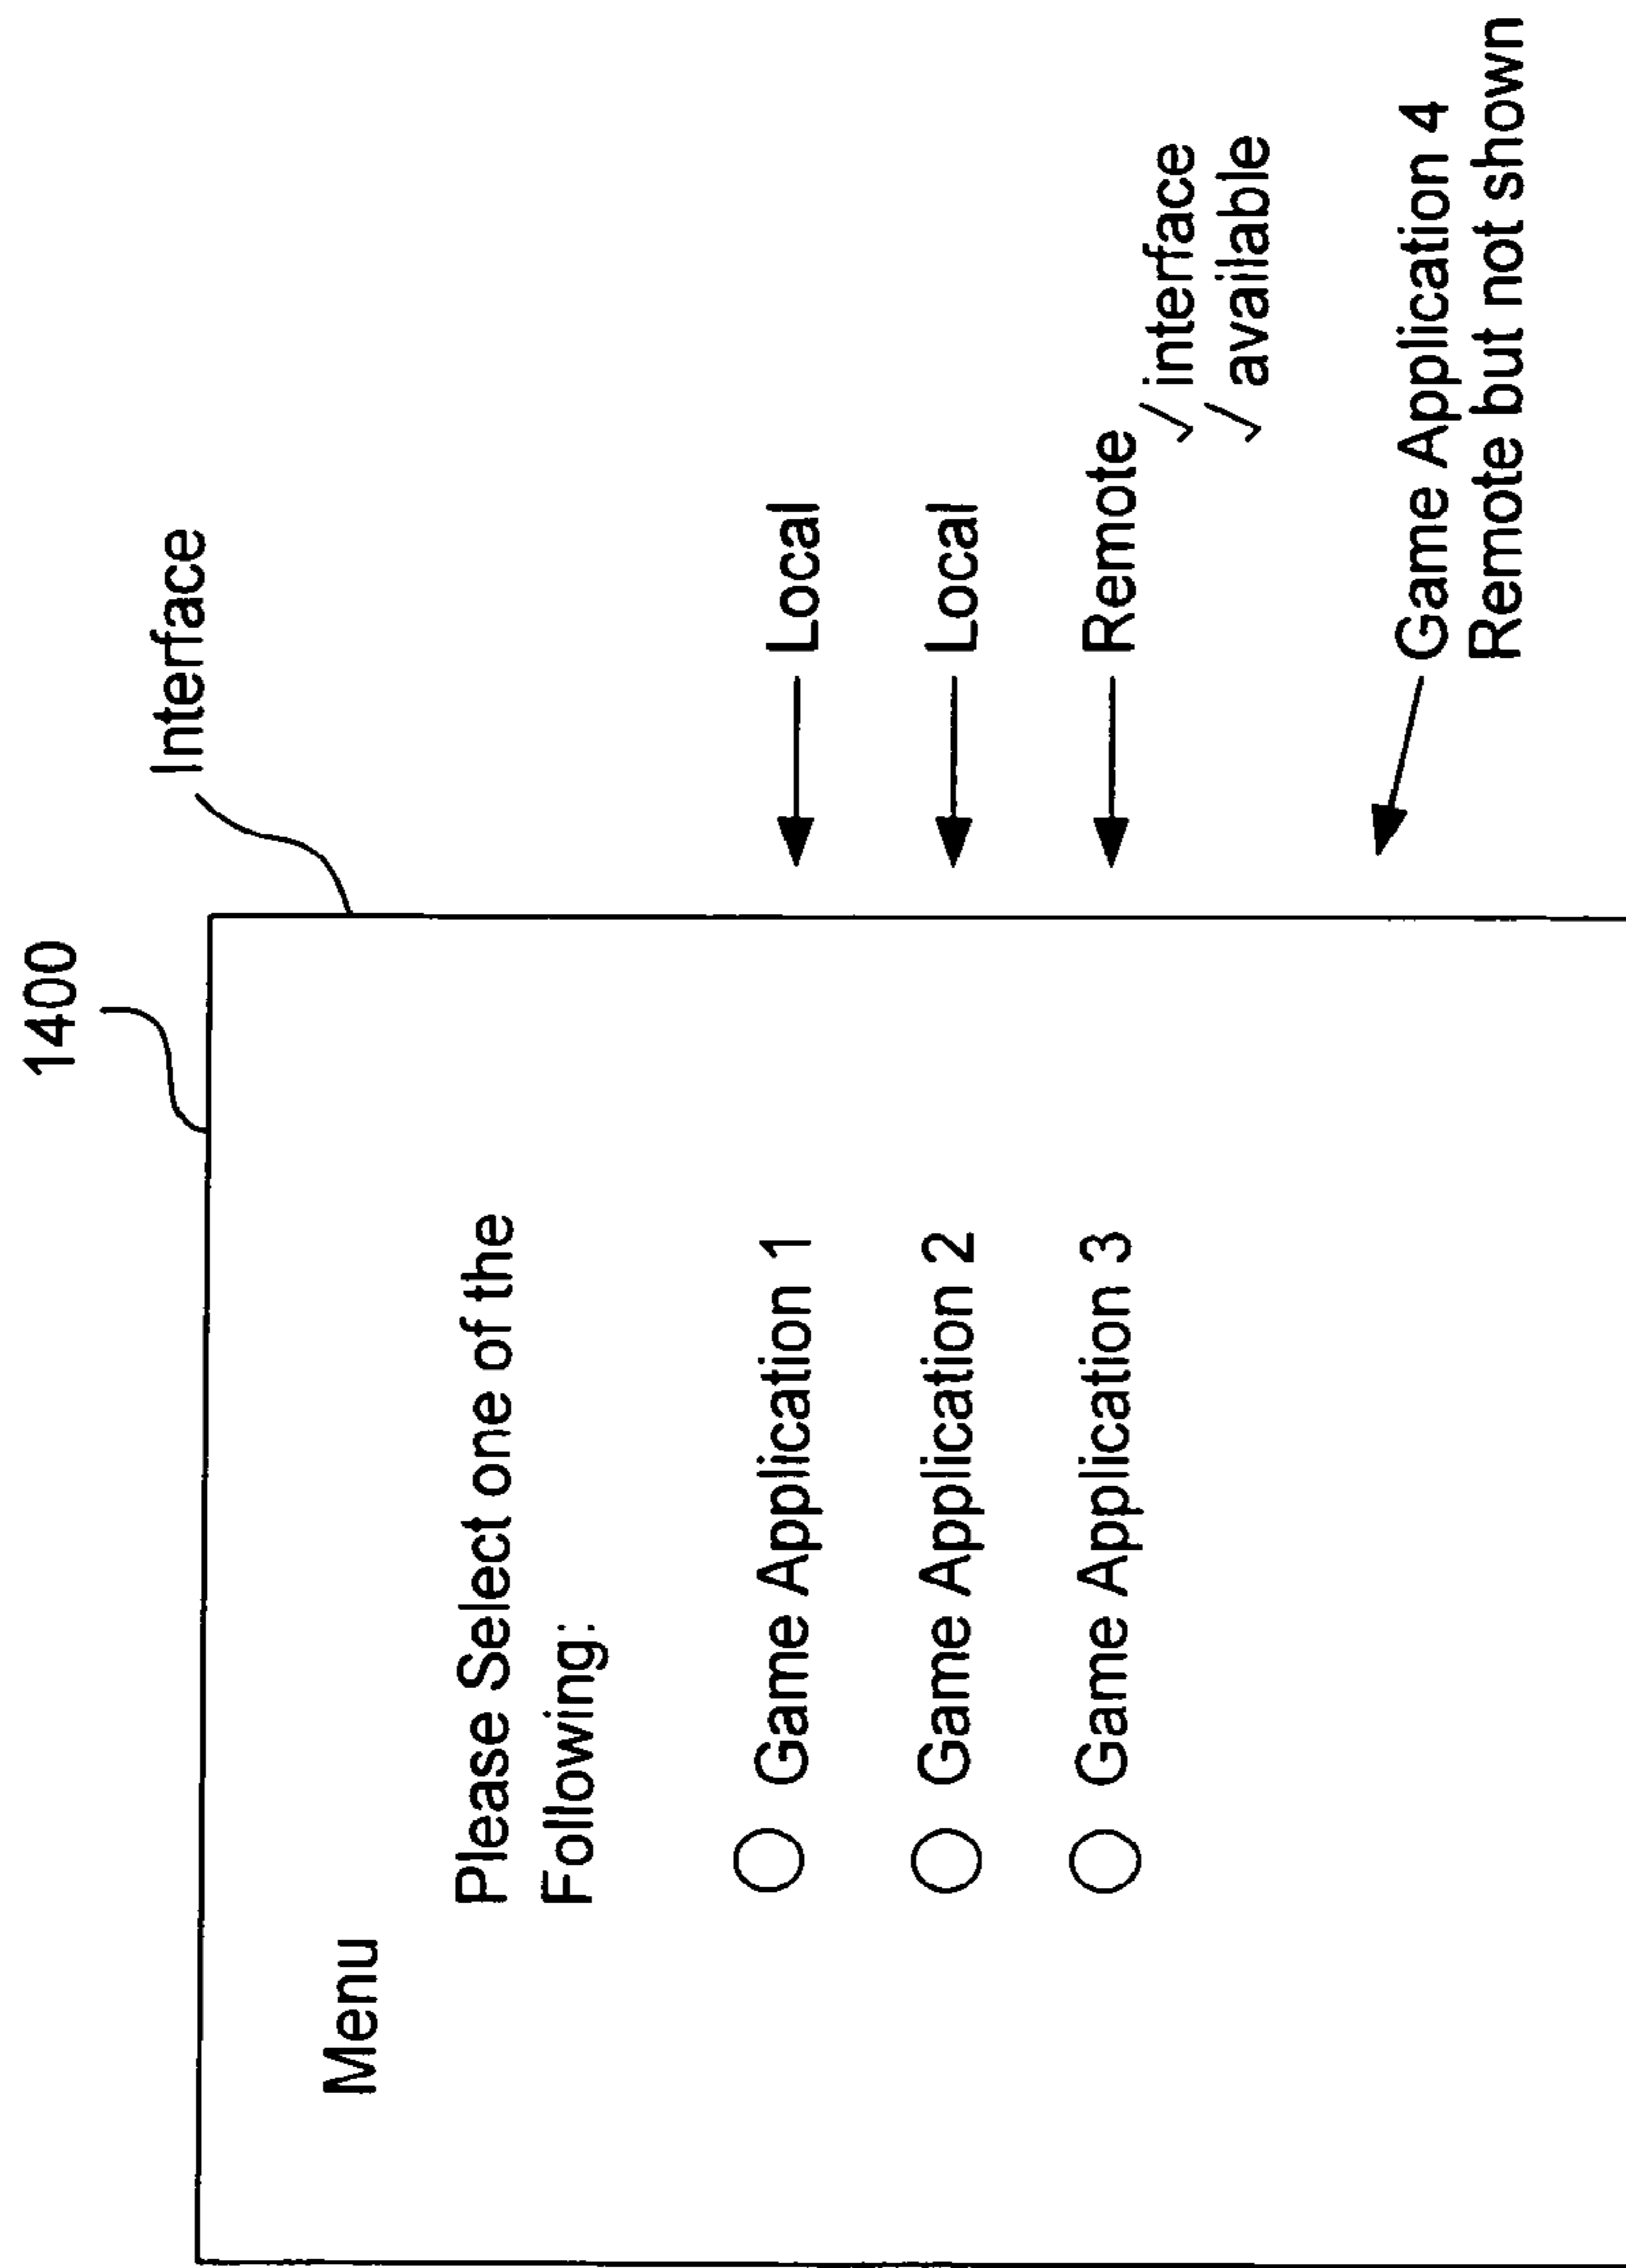 1400
Interface
Menu
Please Select one of the
Following:
Game Application 1
Local
Game Application 2
Local
Game Application 3
Remote
√ interface
√ available
Game Application 4
Remote but not shown